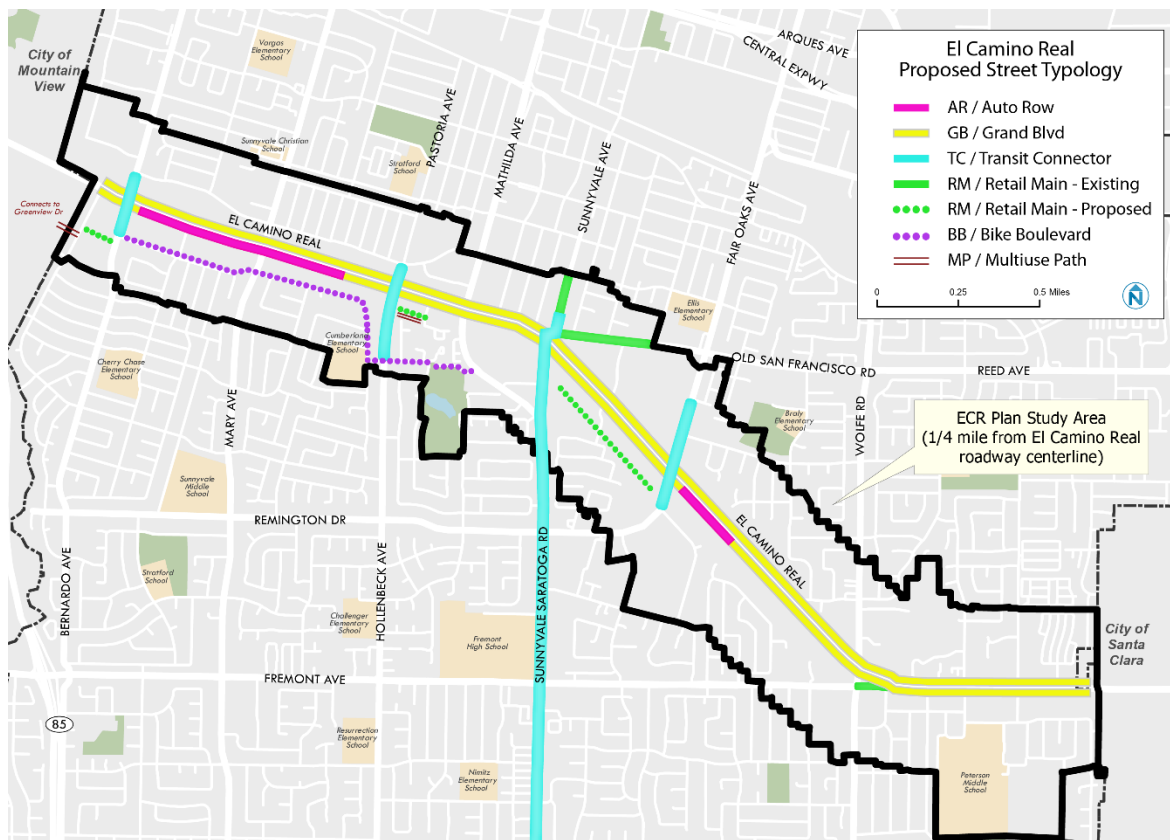 El Camino Real
Proposed Street Typology
AR / Auto Row
GB / Grand Blvd
TC / Transit Connector
RM / Retail Main - Existing
RM / Retail Main - Proposed
BB / Bike Boulevard
MP / Multiuse Path
0 0.25 0.5 Miles
N
City of
Mountain
View
Vargas
Elementary
School
ARQUES AVE
CENTRAL EXPWY
Sunnyvale Christian
School
Stratford
School
PASTORIA AVE
MATHILDA AVE
SUNNYVALE AVE
FAIR OAKS AVE
Connects to
Greenview Dr
EL CAMINO REAL
Ellis
Elementary
School
Cumberland
Elementary
School
Cherry Chase
Elementary
School
MARY AVE
OLD SAN FRANCISCO RD
REED AVE
Braly
Elementary
School
WOLFE RD
ECR Plan Study Area
(1/4 mile from El Camino Real
roadway centerline)
Sunnyvale
Middle
School
REMINGTON DR
EL CAMINO REAL
BERNARDO AVE
Stratford
School
HOLLENBECK AVE
Challenger
Elementary
School
Fremont
High School
SUNNYVALE SARATOGA RD
City of
Santa
Clara
FREMONT AVE
85
Resurrection
Elementary
School
Nimitz
Elementary
School
Peterson
Middle
School